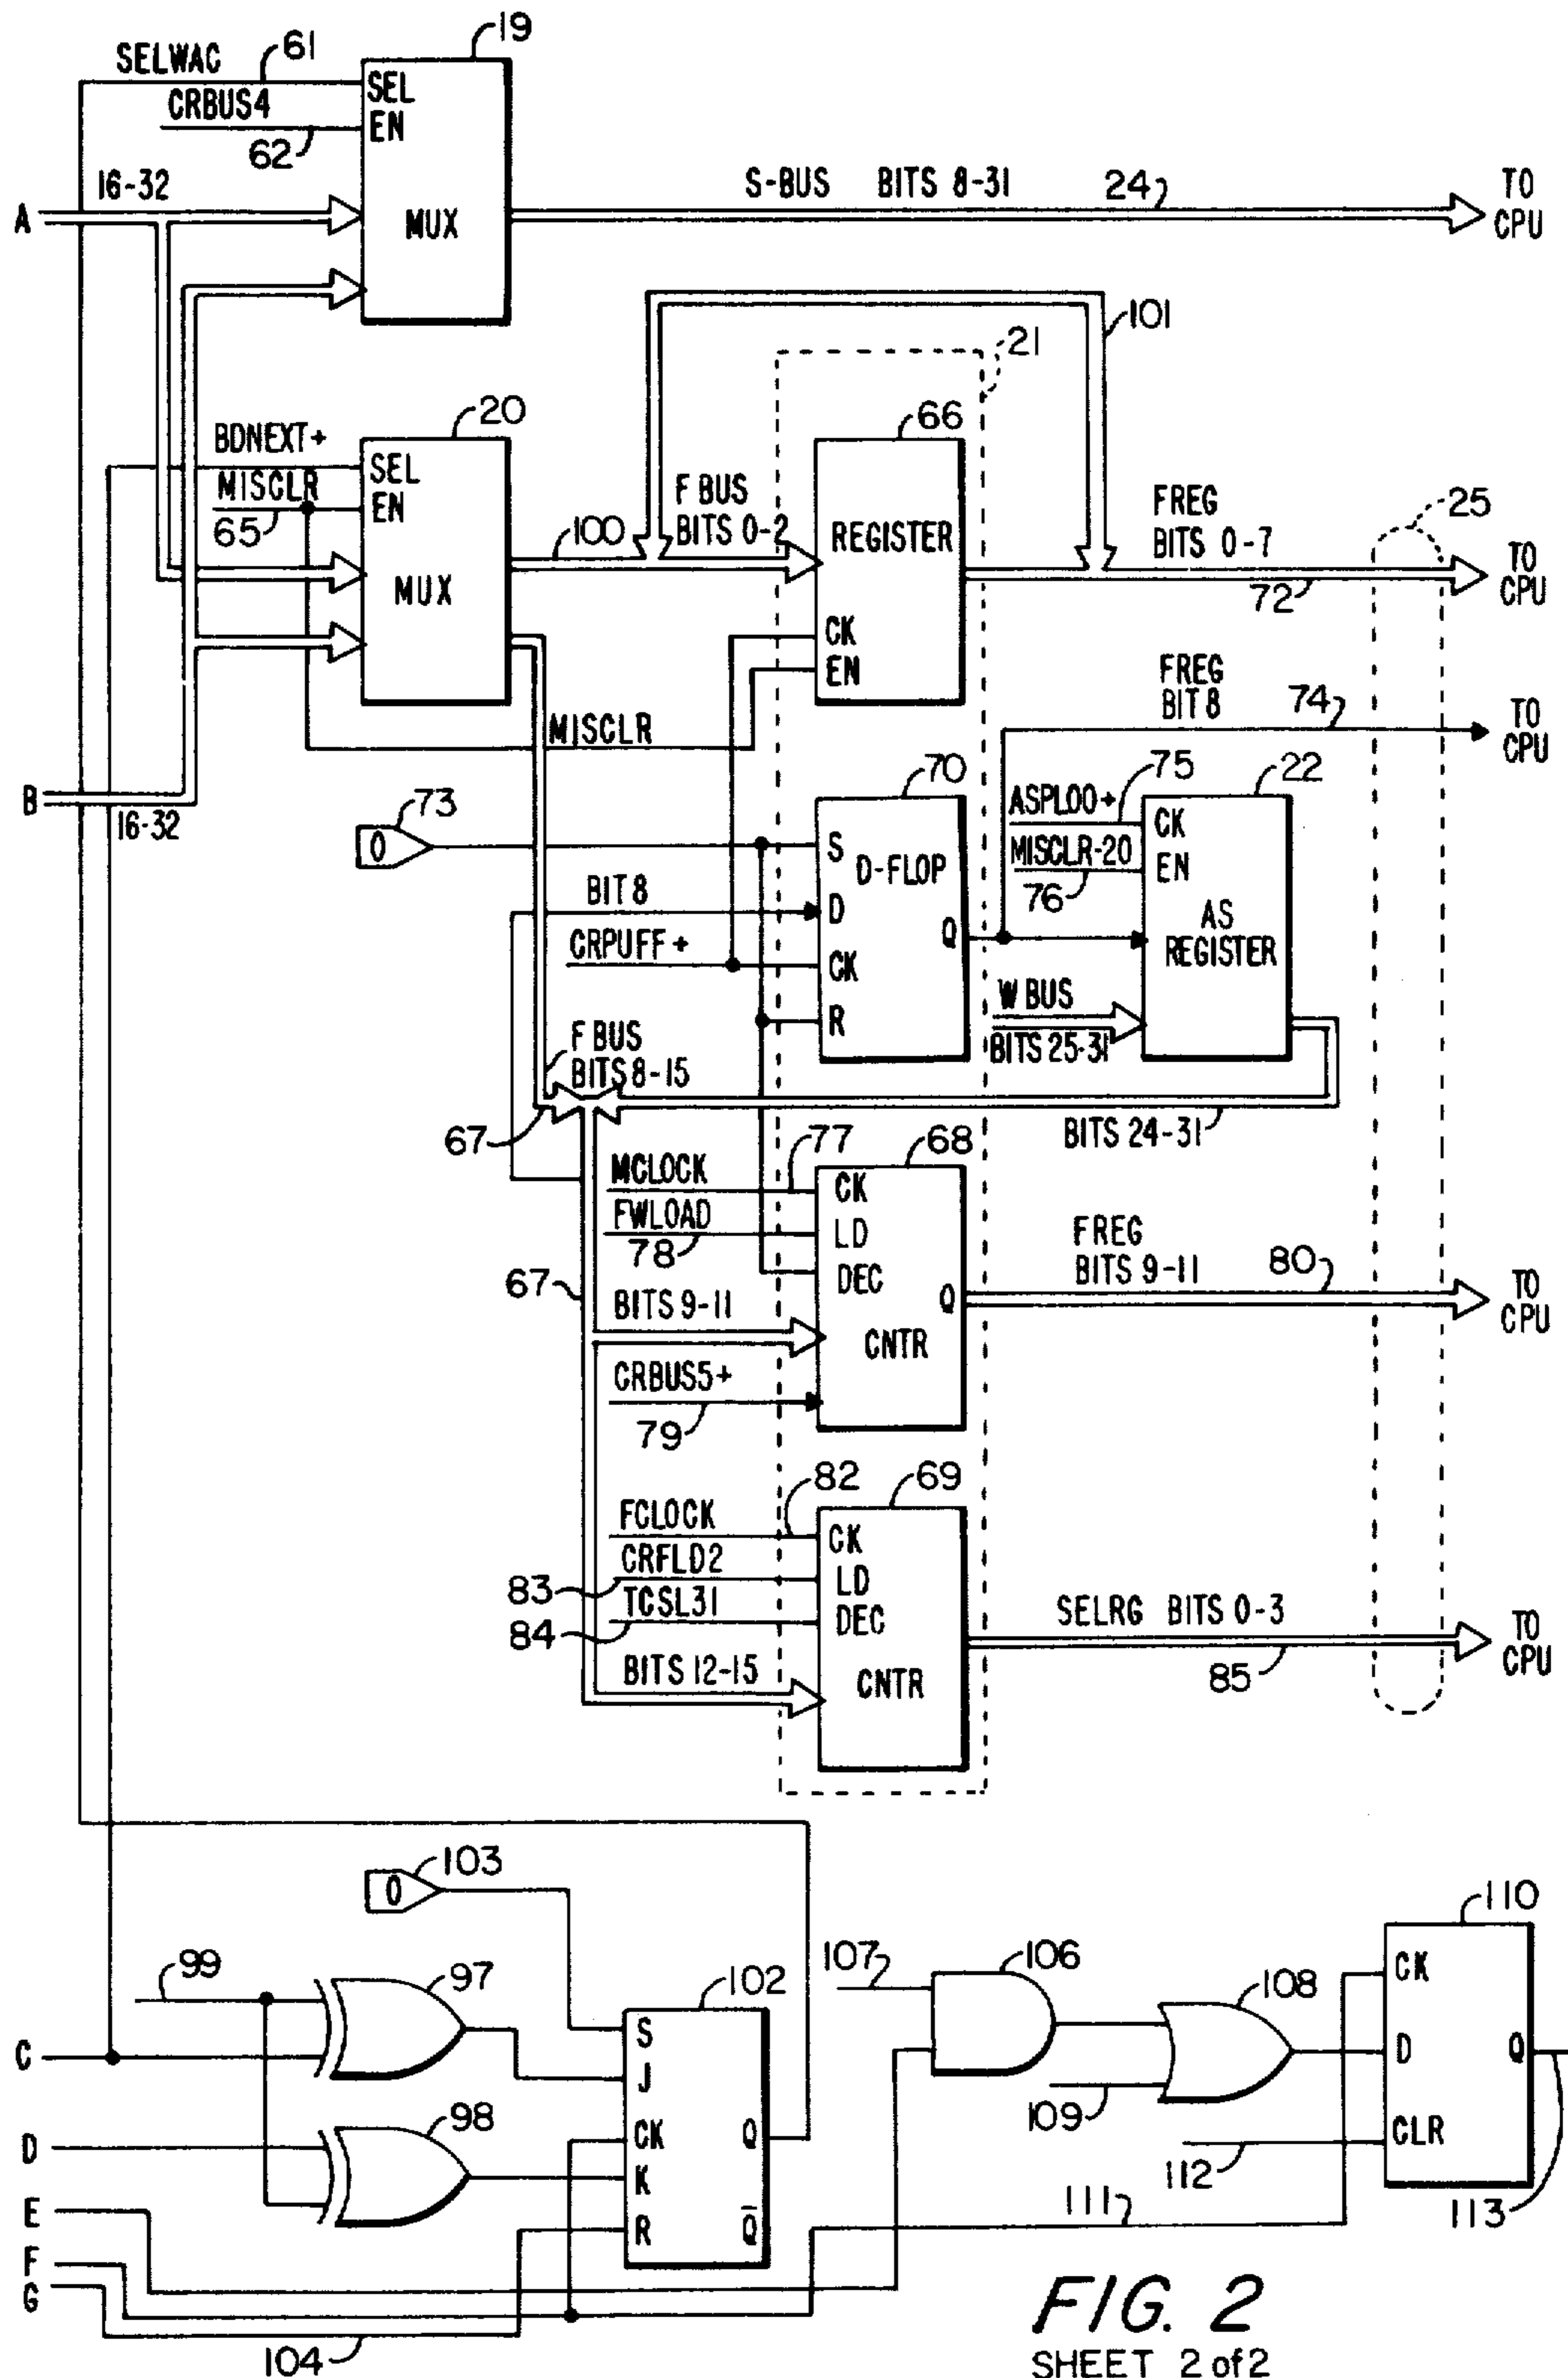 19
SELWAC
61
SEL
CRBUS4
EN
62
16-32
A
MUX
S-BUS BITS 8-31
24
TO
CPU
101
21
20
66
BDNEXT+
SEL
MISCLR
EN
65
MUX
100
F BUS
BITS 0-2
REGISTER
CK
EN
FREG
BITS 0-7
72
25
TO
CPU
MISCLR
FREG
BIT 8
74
TO
CPU
B
16-32
73
0
70
S
D-FLOP
BIT 8
D
Q
CRPUFF+
CK
R
75
22
ASPLOO+
CK
MISCLR-20
EN
76
AS
REGISTER
W BUS
BITS 25-31
F BUS
BITS 8-15
67
BITS 24-31
77
68
MCLOCK
CK
FWLOAD
LD
78
DEC
67
BITS 9-11
Q
CNTR
CRBUS5+
79
FREG
BITS 9-11
80
TO
CPU
82
69
FCLOCK
CK
CRFLD2
LD
83
TCSL31
DEC
84
BITS 12-15
CNTR
SELRG BITS 0-3
85
TO
CPU
103
0
99
97
102
S
J
CK
Q
K
R
Q̅
C
98
D
E
F
G
104
107
106
108
109
110
CK
D
Q
CLR
112
111
113
FIG. 2
SHEET 2 of 2